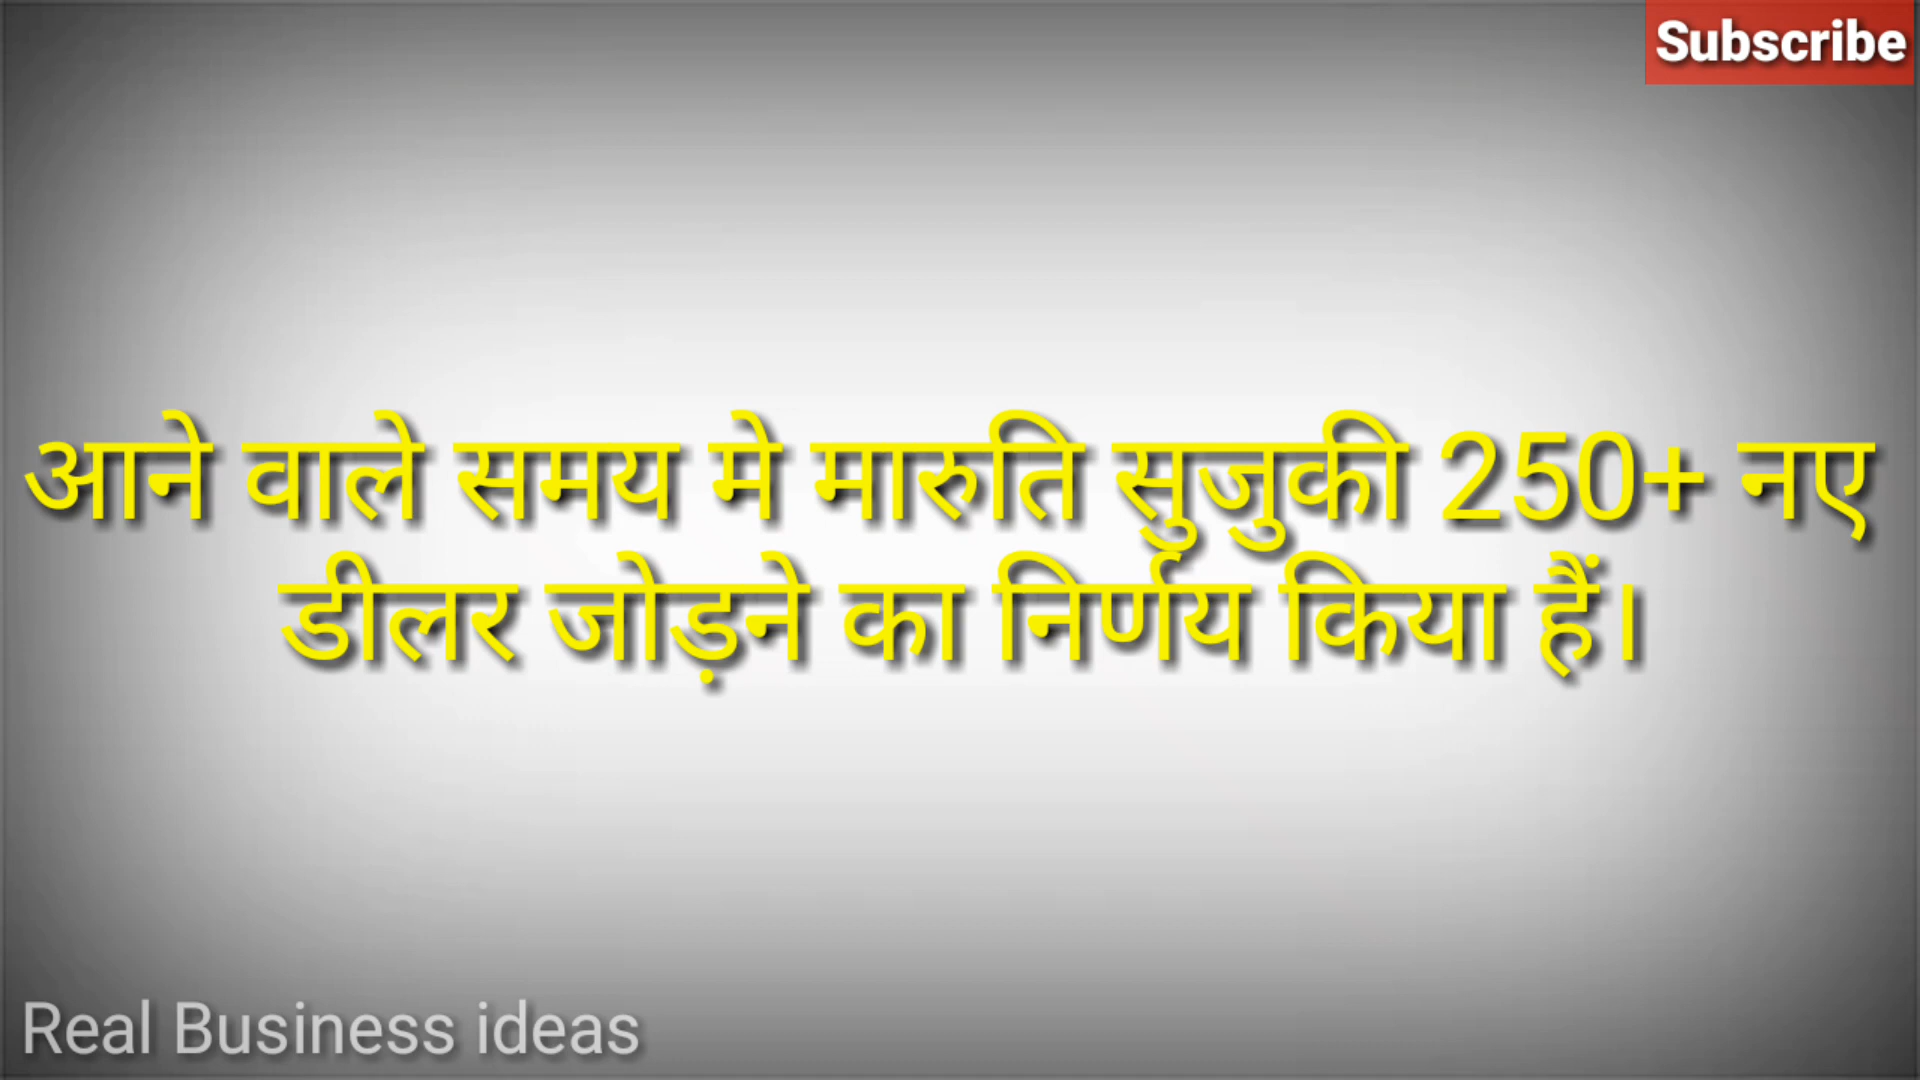 Subscribe
आने वाले समय मे मारुति सुजुकी 250+ नए
डीलर जोड़ने का निर्णय किया हैं।
Real Business ideas